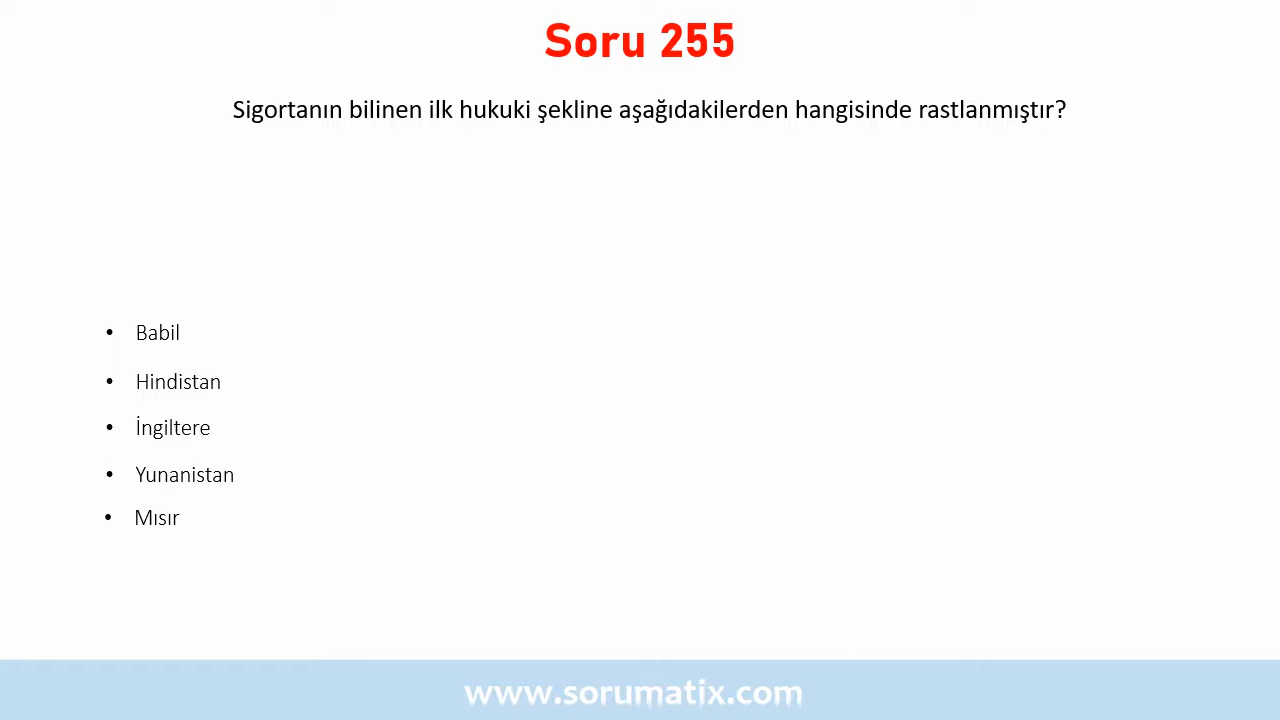 Soru 255
Sigortanın bilinen ilk hukuki şekline aşağıdakilerden hangisinde rastlanmıştır?
• Babil
• Hindistan
• İngiltere
• Yunanistan
• Mısır
www.sorumatix.com